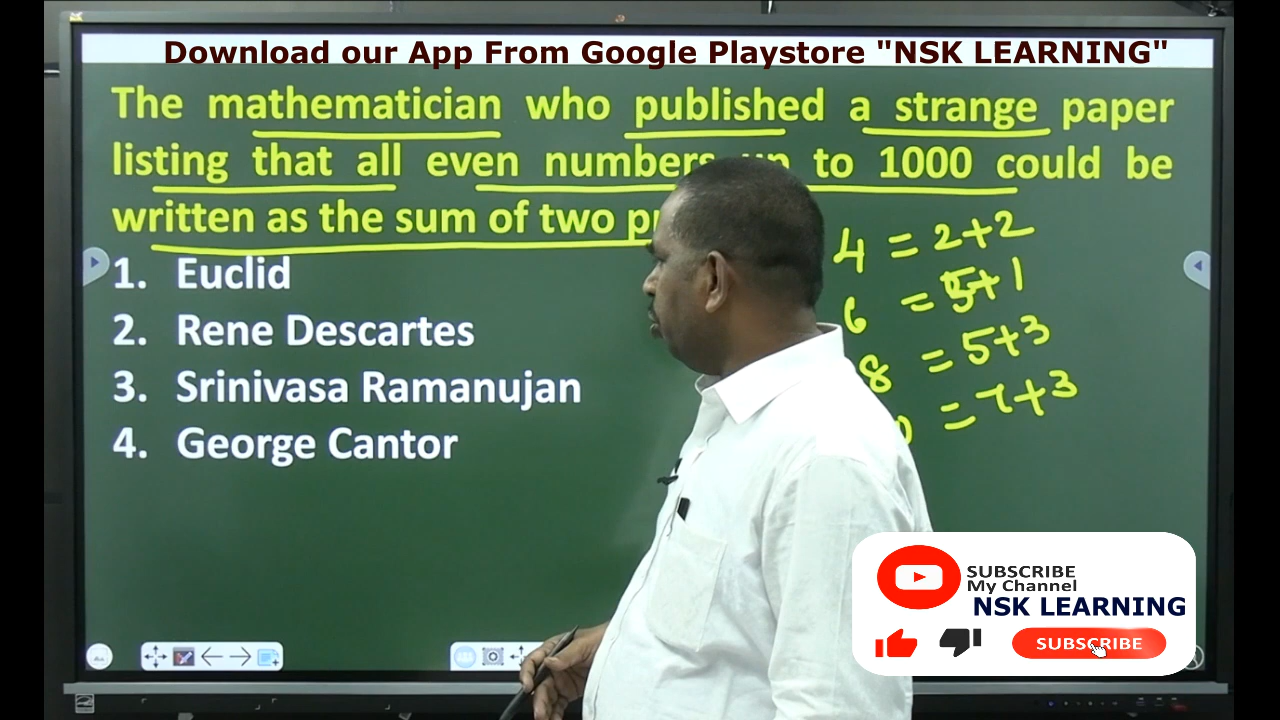 Download our App From Google Playstore "NSK LEARNING"
The mathematician who published a strange paper
listing that all even numbers up to 1000 could be
written as the sum of two
1. Euclid
2. Rene Descartes
3. Srinivasa Ramanujan
4. George Cantor
4 = 2+2
6 = 5+1
8 = 5+3
0 = 7+3
SUBSCRIBE
My Channel
NSK LEARNING
SUBSCRIBE